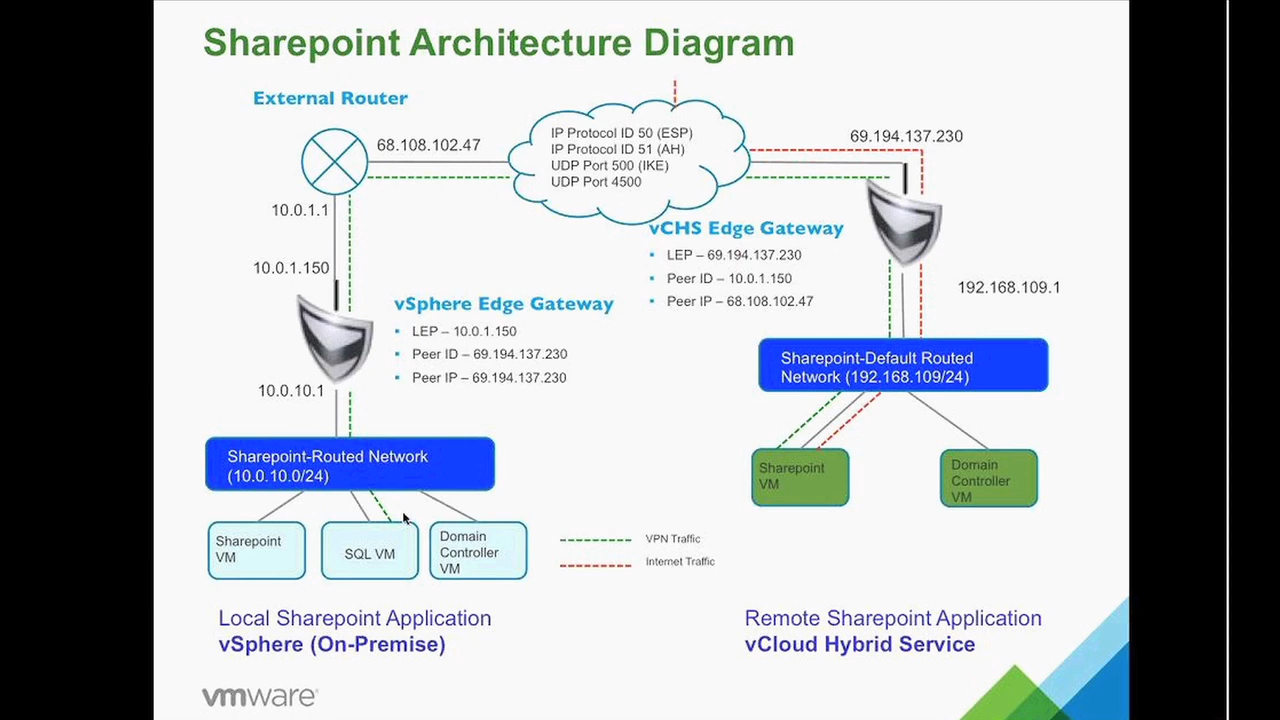 Sharepoint Architecture Diagram
External Router
68.108.102.47
IP Protocol ID 50 (ESP)
IP Protocol ID 51 (AH)
UDP Port 500 (IKE)
UDP Port 4500
69.194.137.230
10.0.1.1
10.0.1.150
vCHS Edge Gateway
LEP – 69.194.137.230
Peer ID – 10.0.1.150
Peer IP – 68.108.102.47
192.168.109.1
vSphere Edge Gateway
LEP – 10.0.1.150
Peer ID – 69.194.137.230
Peer IP – 69.194.137.230
10.0.10.1
Sharepoint-Default Routed
Network (192.168.109/24)
Sharepoint-Routed Network
(10.0.10.0/24)
Sharepoint
VM
Domain
Controller
VM
Sharepoint
VM
SQL VM
Domain
Controller
VM
VPN Traffic
Internet Traffic
Local Sharepoint Application
vSphere (On-Premise)
Remote Sharepoint Application
vCloud Hybrid Service
vmware